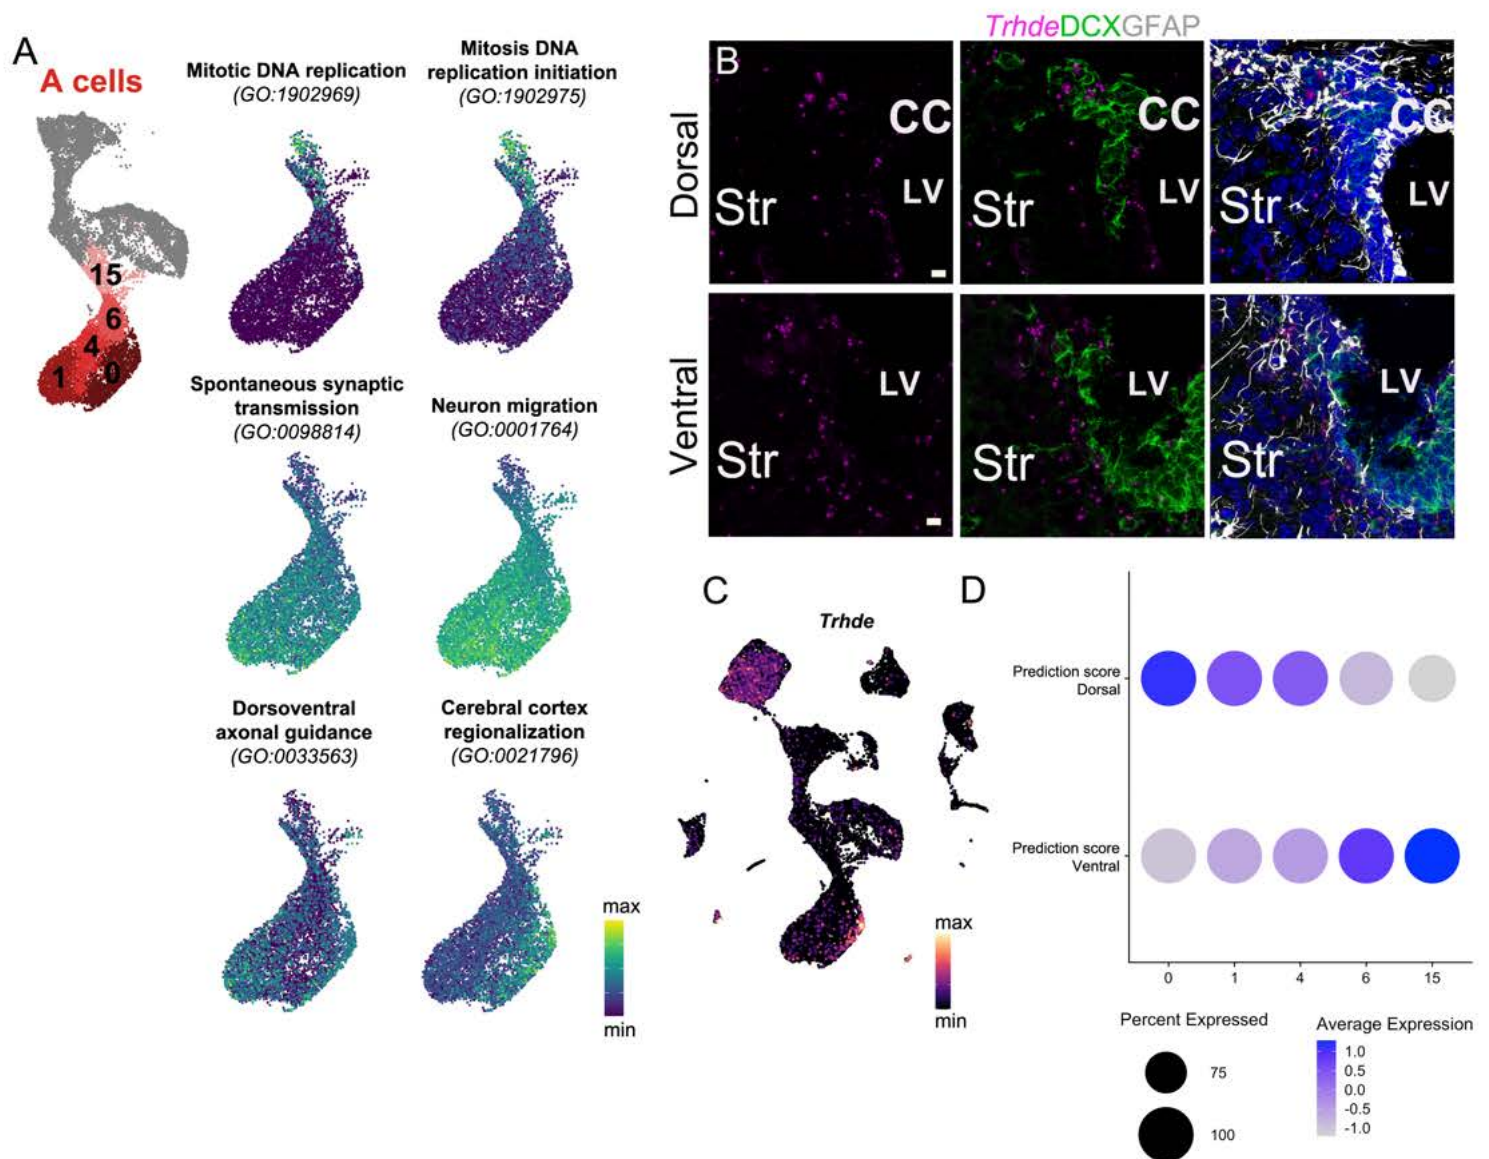 A
A cells
15
6
4
1
0
Mitotic DNA replication
(GO:1902969)
Mitosis DNA
replication initiation
(GO:1902975)
Spontaneous synaptic
transmission
(GO:0098814)
Neuron migration
(GO:0001764)
Dorsoventral
axonal guidance
(GO:0033563)
Cerebral cortex
regionalization
(GO:0021796)
max
min
TrhdeDCXGFAP
B
Dorsal
CC
LV
Str
CC
LV
Str
CC
LV
Str
Ventral
LV
Str
LV
Str
LV
Str
C
Trhde
max
min
D
Prediction score
Dorsal
Prediction score
Ventral
0 1 4 6 15
Percent Expressed
75
100
Average Expression
1.0
0.5
0.0
-0.5
-1.0